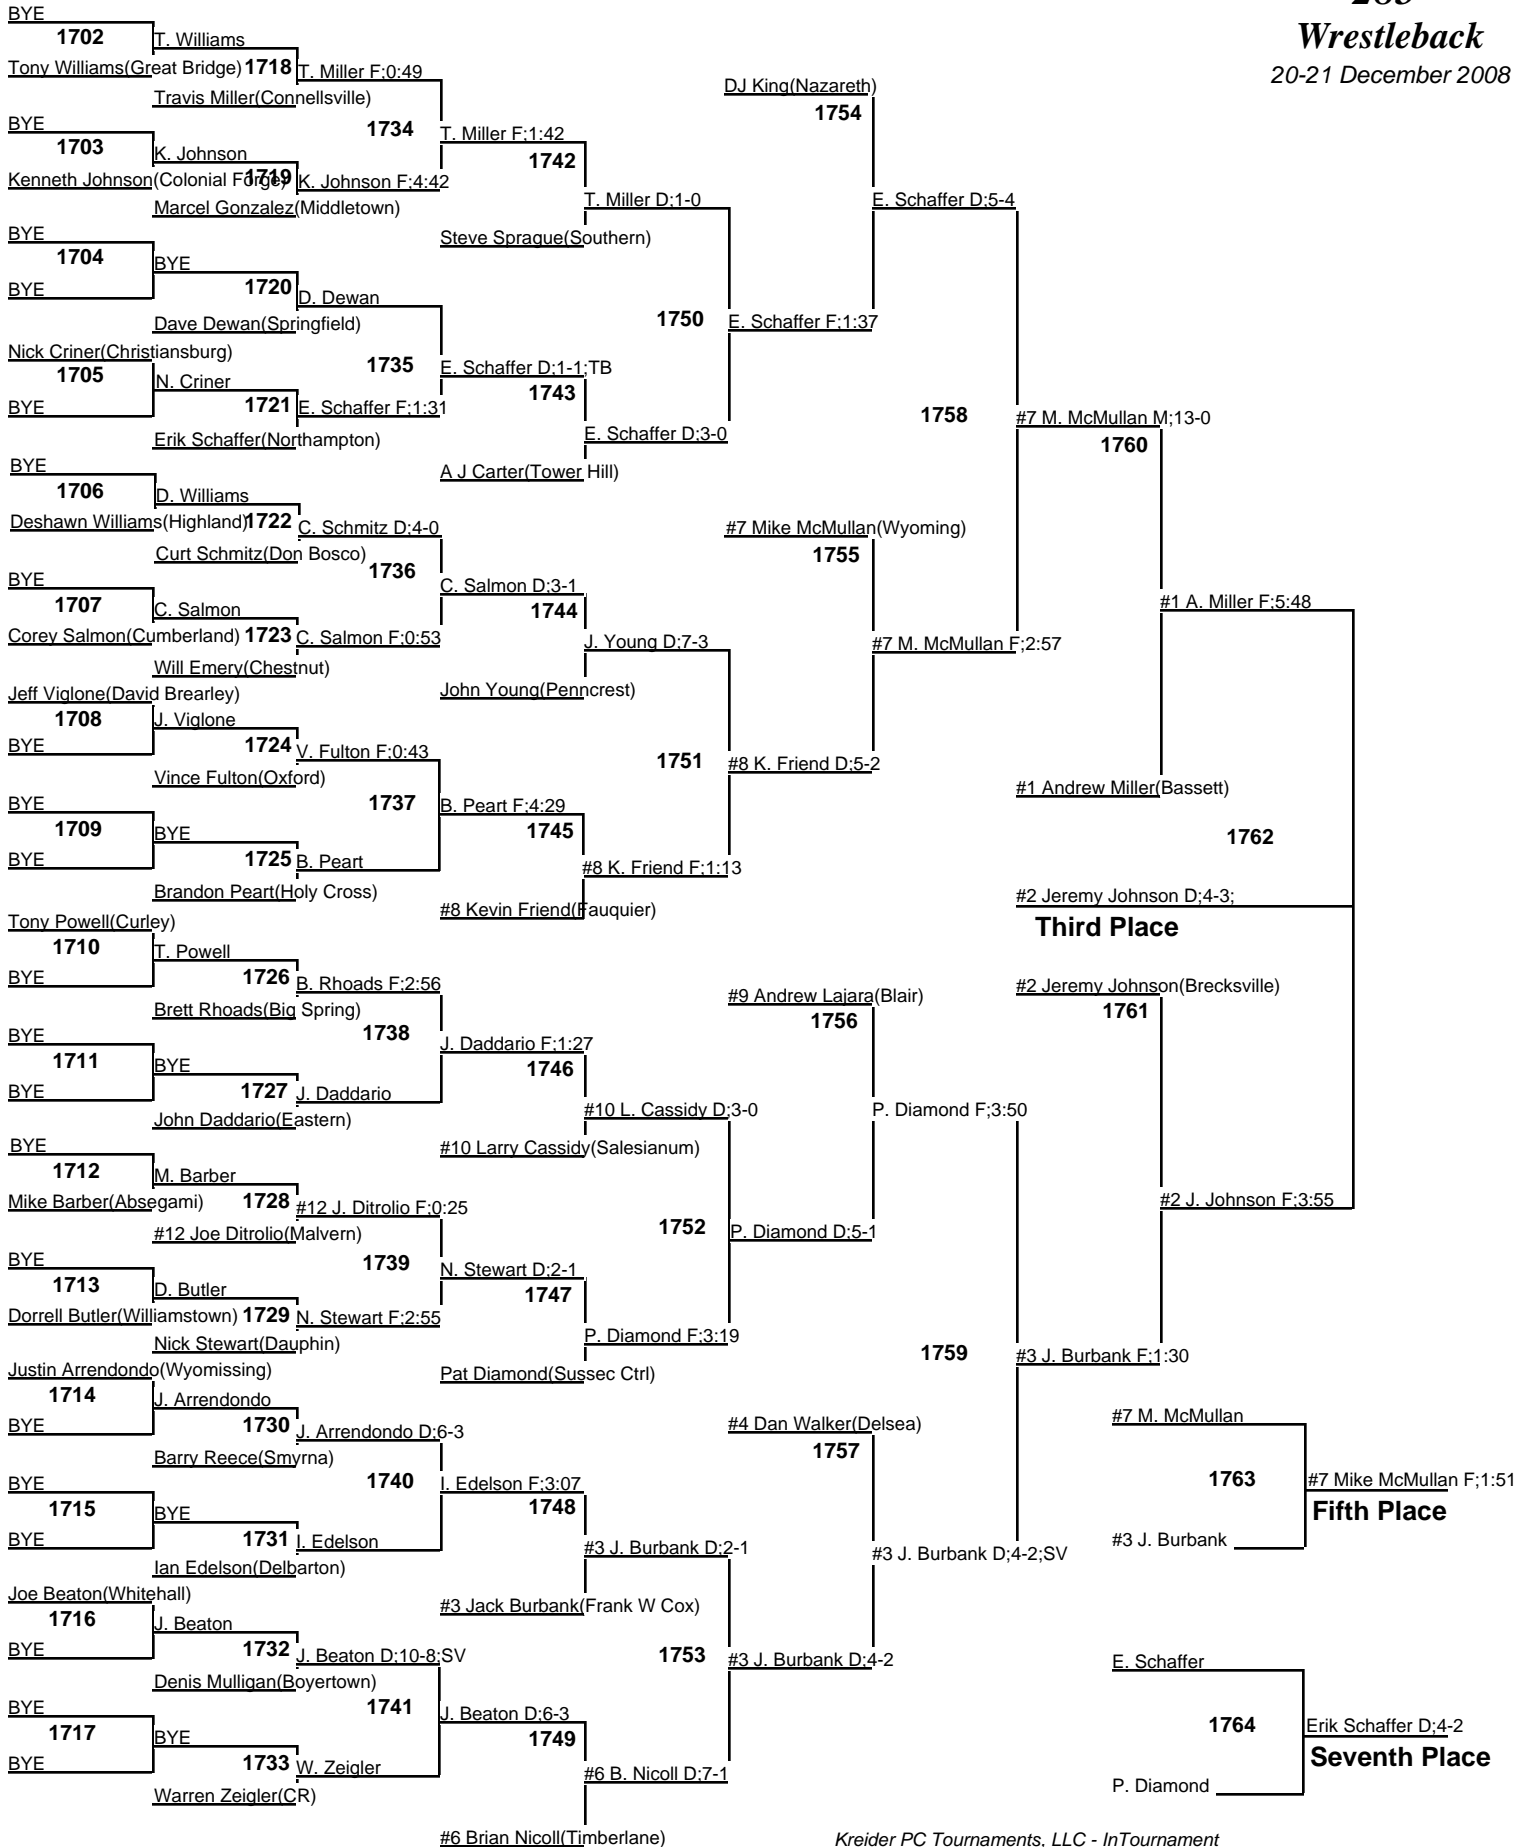 285
Wrestleback
20-21 December 2008
BYE
1702
T. Williams
Tony Williams(Great Bridge)
1718
T. Miller F;0:49
Travis Miller(Connellsville)
BYE
1703
K. Johnson
Kenneth Johnson(Colonial Forge)
1719
K. Johnson F;4:42
Marcel Gonzalez(Middletown)
1734
T. Miller F;1:42
1742
T. Miller D;1-0
Steve Sprague(Southern)
BYE
1704
BYE
BYE
1720
D. Dewan
Dave Dewan(Springfield)
Nick Criner(Christiansburg)
1705
N. Criner
BYE
1721
E. Schaffer F;1:31
Erik Schaffer(Northampton)
1735
E. Schaffer D;1-1;TB
1743
E. Schaffer D;3-0
A J Carter(Tower Hill)
1750
E. Schaffer F;1:37
DJ King(Nazareth)
1754
E. Schaffer D;5-4
BYE
1706
D. Williams
Deshawn Williams(Highland)
1722
C. Schmitz D;4-0
Curt Schmitz(Don Bosco)
BYE
1707
C. Salmon
Corey Salmon(Cumberland)
1723
C. Salmon F;0:53
Will Emery(Chestnut)
1736
C. Salmon D;3-1
1744
J. Young D;7-3
John Young(Penncrest)
Jeff Viglone(David Brearley)
1708
J. Viglone
BYE
1724
V. Fulton F;0:43
Vince Fulton(Oxford)
BYE
1709
BYE
BYE
1725
B. Peart
Brandon Peart(Holy Cross)
1737
B. Peart F;4:29
1745
#8 K. Friend F;1:13
#8 Kevin Friend(Fauquier)
1751
#8 K. Friend D;5-2
#7 Mike McMullan(Wyoming)
1755
#7 M. McMullan F;2:57
1758
#7 M. McMullan M;13-0
1760
#1 A. Miller F;5:48
#1 Andrew Miller(Bassett)
1762
#2 Jeremy Johnson D;4-3;
Third Place
Tony Powell(Curley)
1710
T. Powell
BYE
1726
B. Rhoads F;2:56
Brett Rhoads(Big Spring)
BYE
1711
BYE
BYE
1727
J. Daddario
John Daddario(Eastern)
1738
J. Daddario F;1:27
1746
#10 L. Cassidy D;3-0
#10 Larry Cassidy(Salesianum)
BYE
1712
M. Barber
Mike Barber(Absegami)
1728
#12 J. Ditrolio F;0:25
#12 Joe Ditrolio(Malvern)
BYE
1713
D. Butler
Dorrell Butler(Williamstown)
1729
N. Stewart F;2:55
Nick Stewart(Dauphin)
1739
N. Stewart D;2-1
1747
P. Diamond F;3:19
Pat Diamond(Sussec Ctrl)
1752
P. Diamond D;5-1
#9 Andrew Lajara(Blair)
1756
P. Diamond F;3:50
Justin Arrendondo(Wyomissing)
1714
J. Arrendondo
BYE
1730
J. Arrendondo D;6-3
Barry Reece(Smyrna)
BYE
1715
BYE
BYE
1731
I. Edelson
Ian Edelson(Delbarton)
1740
I. Edelson F;3:07
1748
#3 J. Burbank D;2-1
#3 Jack Burbank(Frank W Cox)
Joe Beaton(Whitehall)
1716
J. Beaton
BYE
1732
J. Beaton D;10-8;SV
Denis Mulligan(Boyertown)
BYE
1717
BYE
BYE
1733
W. Zeigler
Warren Zeigler(CR)
1741
J. Beaton D;6-3
1749
#6 B. Nicoll D;7-1
#6 Brian Nicoll(Timberlane)
1753
#3 J. Burbank D;4-2
#4 Dan Walker(Delsea)
1757
#3 J. Burbank D;4-2;SV
1759
#3 J. Burbank F;1:30
#2 Jeremy Johnson(Brecksville)
1761
#2 J. Johnson F;3:55
#7 M. McMullan
1763
#7 Mike McMullan F;1:51
Fifth Place
#3 J. Burbank
E. Schaffer
1764
Erik Schaffer D;4-2
Seventh Place
P. Diamond
Kreider PC Tournaments, LLC - InTournament